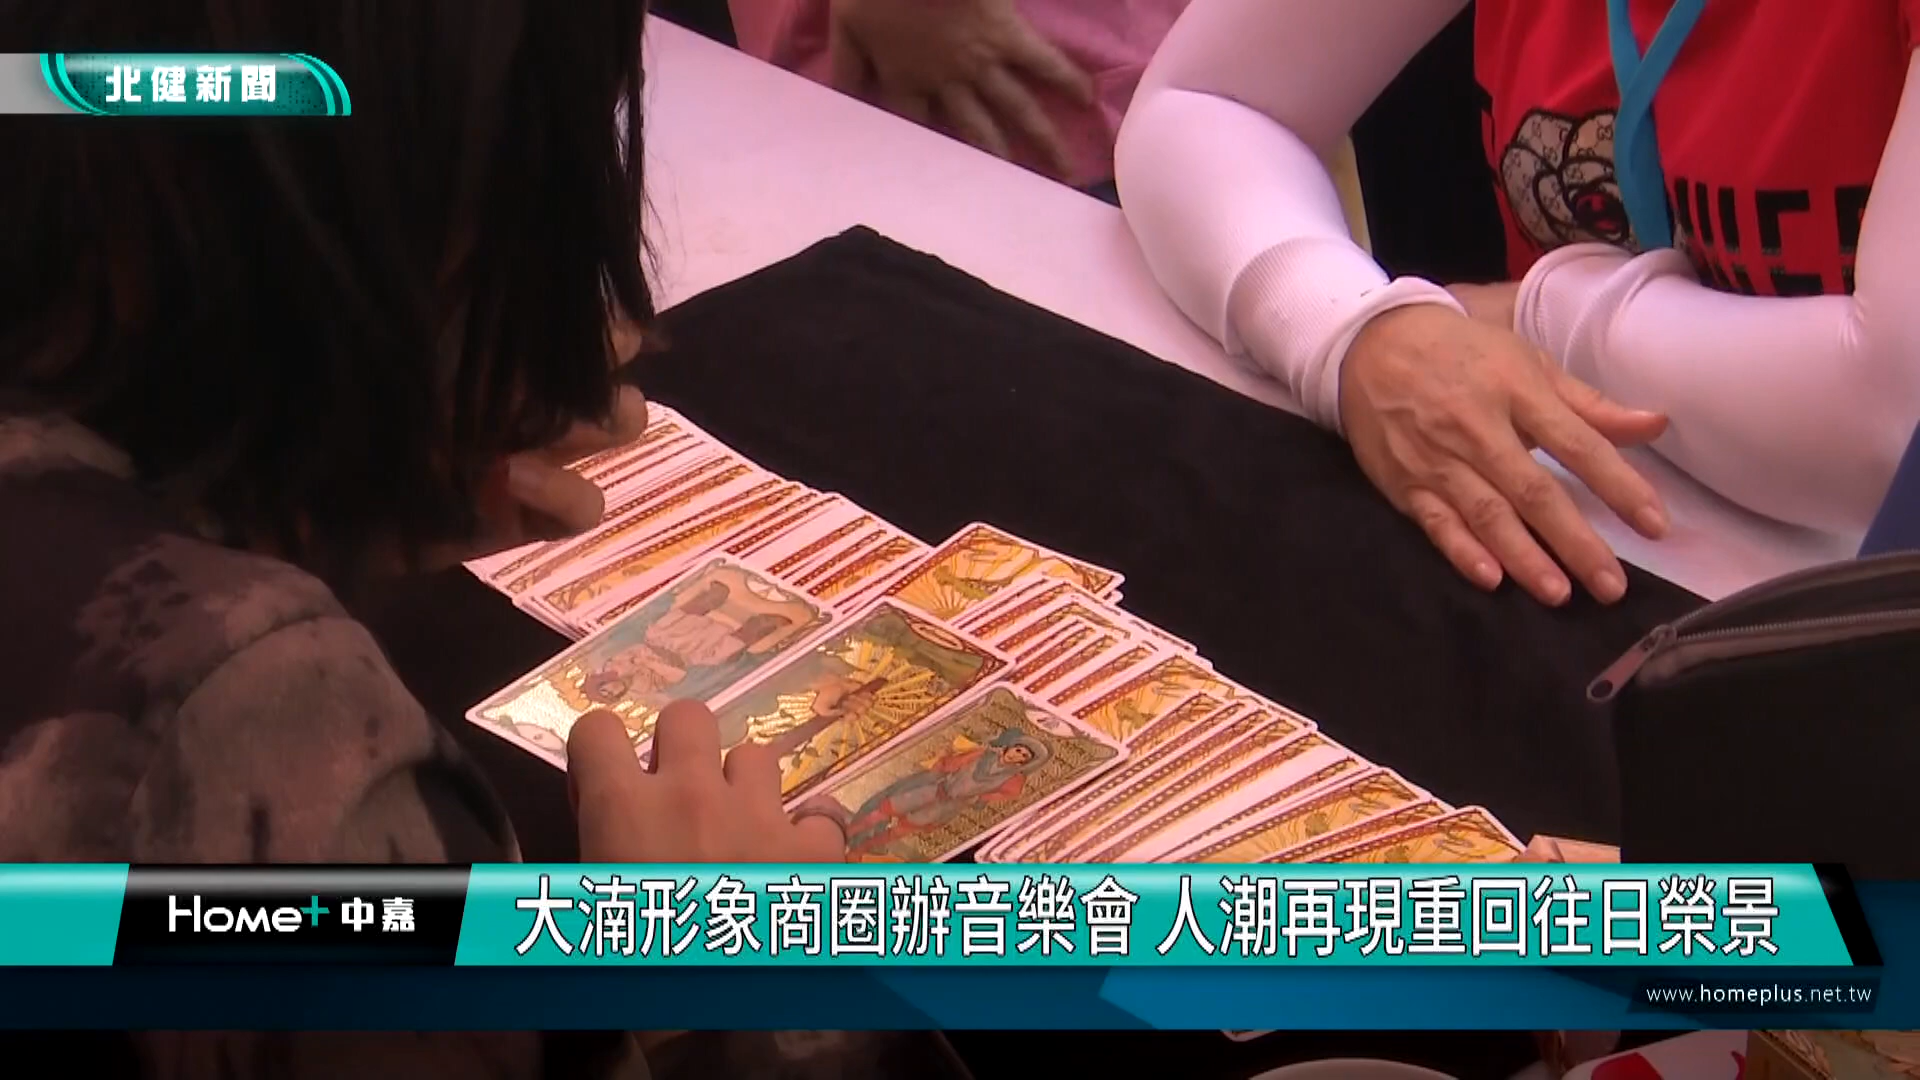 北健新聞
Home+ 中嘉
大湳形象商圈辦音樂會 人潮再現重回往日榮景
www.homeplus.net.tw